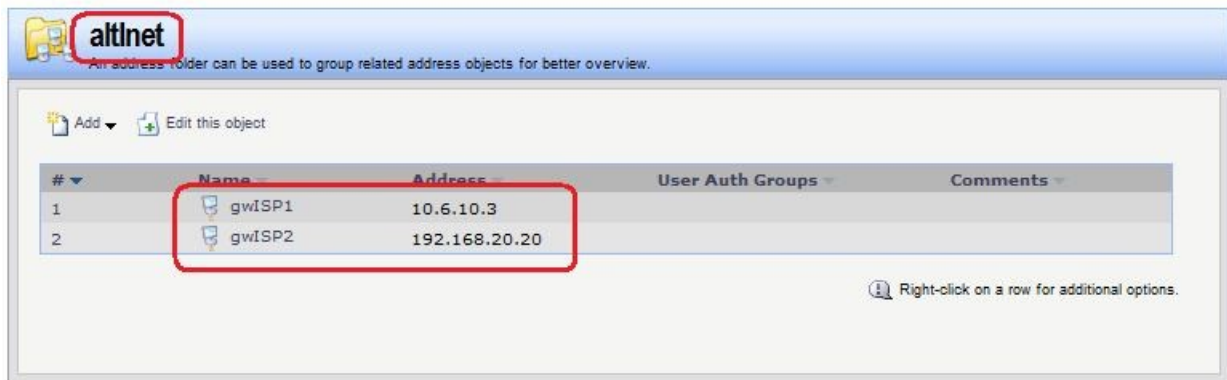 altInet
An address folder can be used to group related address objects for better overview.
Add Edit this object
# Name Address User Auth Groups Comments
1 gwISP1 10.6.10.3
2 gwISP2 192.168.20.20
Right-click on a row for additional options.